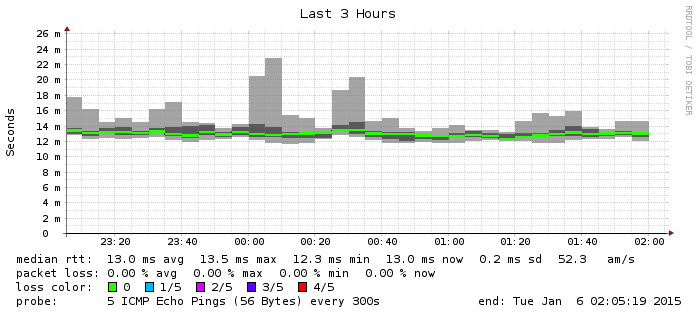 Last 3 Hours
RRDTOOL / TOBI OETIKER
Seconds
26 m
24 m
22 m
20 m
18 m
16 m
14 m
12 m
10 m
8 m
6 m
4 m
2 m
0
23:20 23:40 00:00 00:20 00:40 01:00 01:20 01:40 02:00
median rtt: 13.0 ms avg 13.5 ms max 12.3 ms min 13.0 ms now 0.2 ms sd 52.3 am/s
packet loss: 0.00 % avg 0.00 % max 0.00 % min 0.00 % now
loss color: 0 1/5 2/5 3/5 4/5
probe: 5 ICMP Echo Pings (56 Bytes) every 300s end: Tue Jan 6 02:05:19 2015